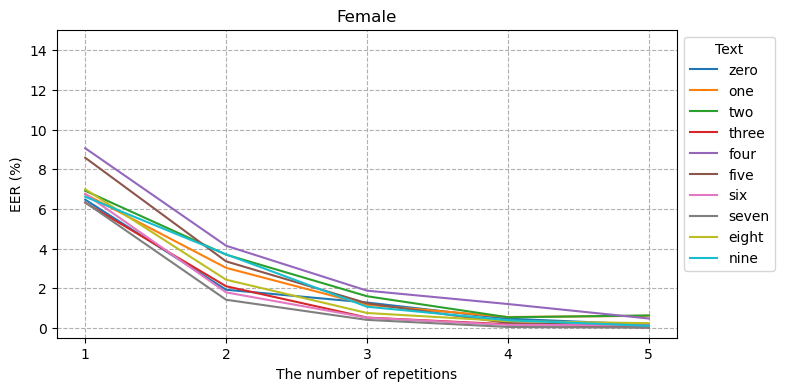 Female
EER (%)
14
12
10
8
6
4
2
0
1 2 3 4 5
The number of repetitions
Text
zero
one
two
three
four
five
six
seven
eight
nine